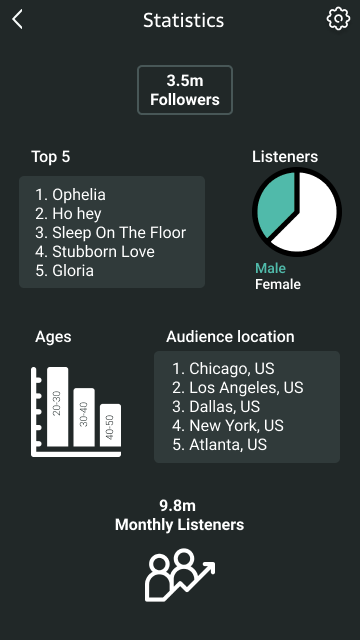 Statistics
3.5m
Followers
Top 5
1. Ophelia
2. Ho hey
3. Sleep On The Floor
4. Stubborn Love
5. Gloria
Listeners
Male
Female
Ages
20-30
30-40
40-50
Audience location
1. Chicago, US
2. Los Angeles, US
3. Dallas, US
4. New York, US
5. Atlanta, US
9.8m
Monthly Listeners